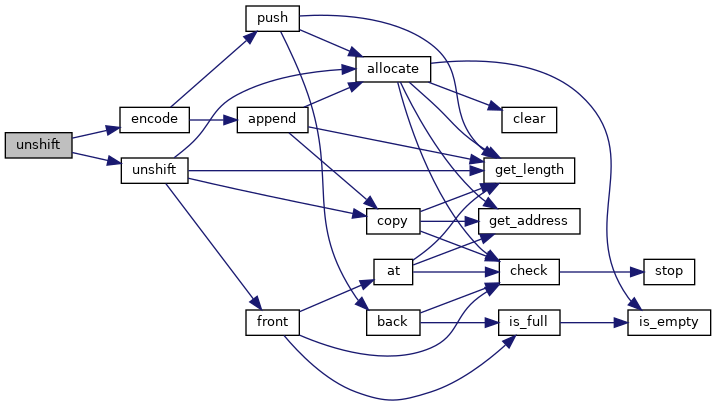 push
allocate
encode
append
clear
unshift
unshift
get_length
copy
get_address
at
check
stop
front
back
is_full
is_empty